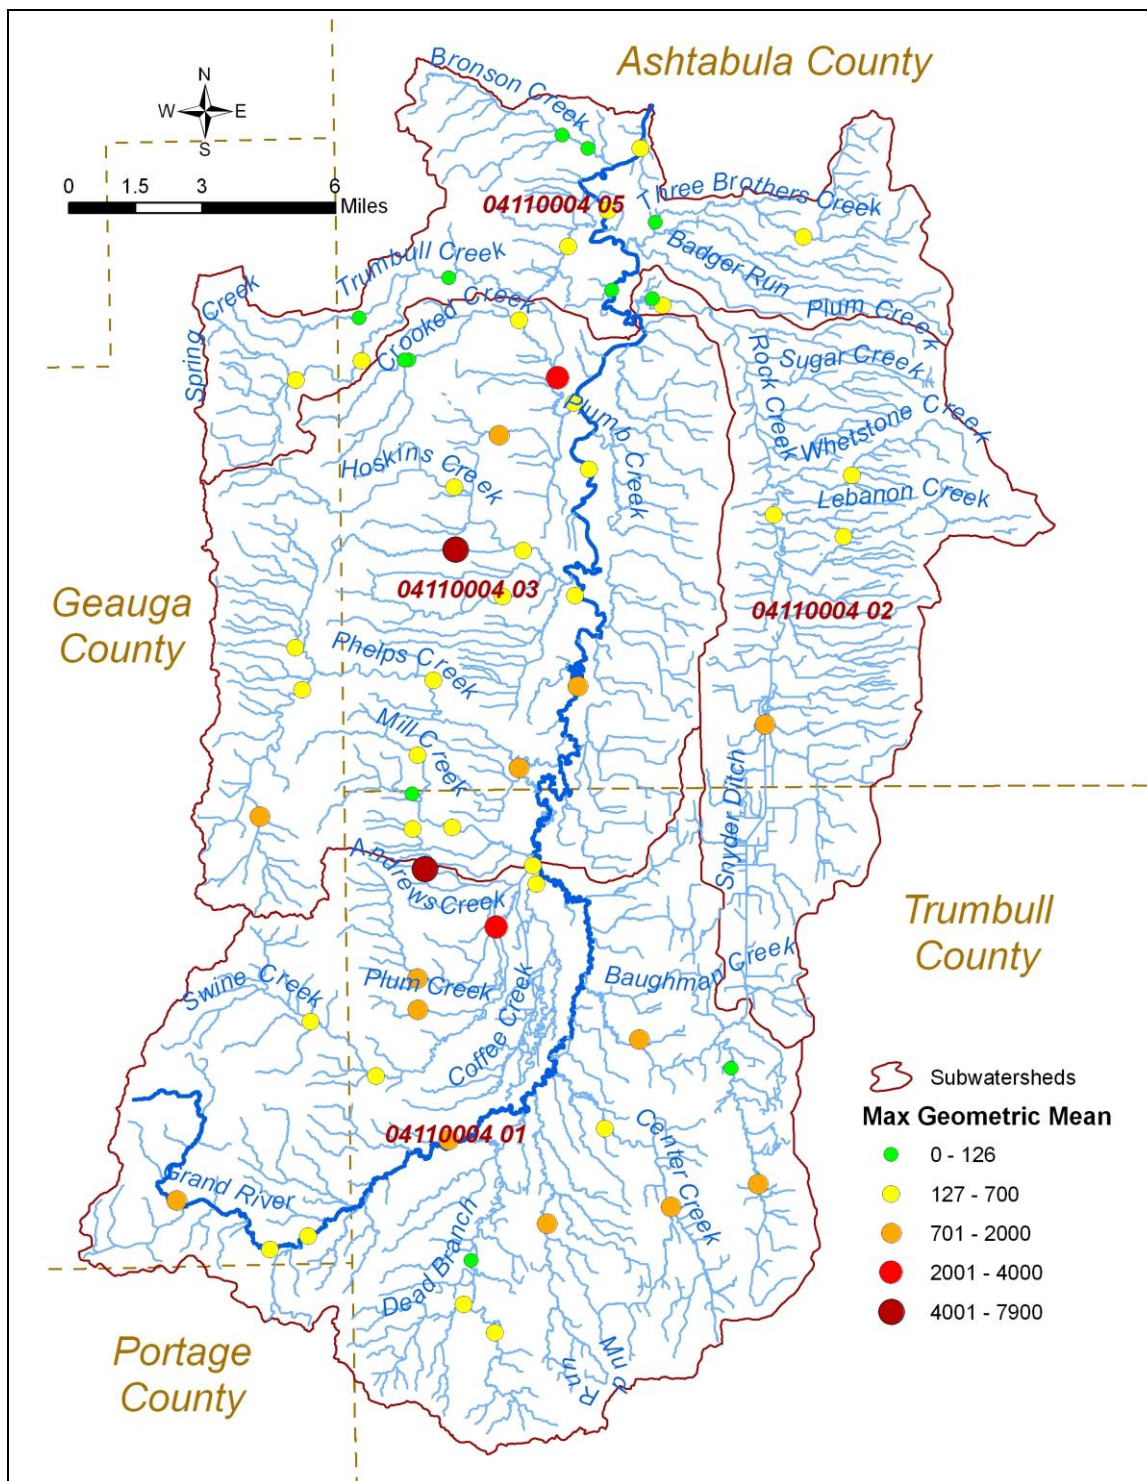 Bronson Creek
Ashtabula County
N
W E
S
0 1.5 3 6
Miles
04110004 05
Three Brothers Creek
Trumbull Creek
Badger Run
Spring Creek
Crooked Creek
Plum Creek
Rock Creek
Sugar Creek
Plumb Creek
Whetstone Creek
Hoskins Creek
Lebanon Creek
04110004 03
Geauga
County
04110004 02
Phelps Creek
Mill Creek
Snyder Ditch
Andrews Creek
Trumbull
County
Baughman Creek
Swine Creek
Plum Creek
Coffee Creek
Subwatersheds
Max Geometric Mean
04110004 01
Center Creek
0 - 126
Grand River
127 - 700
701 - 2000
Dead Branch
2001 - 4000
4001 - 7900
Portage
County
Mud
Run